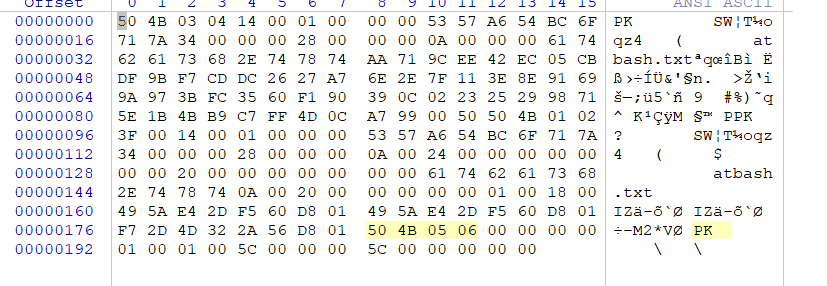 Offset 0 1 2 3 4 5 6 7 8 9 10 11 12 13 14 15 ANSI ASCII
00000000 50 4B 03 04 14 00 01 00 00 00 53 57 A6 54 BC 6F PK SW¦T¼o
00000016 71 7A 34 00 00 00 28 00 00 00 0A 00 00 00 61 74 qz4 ( at
00000032 62 61 73 68 2E 74 78 74 AA 71 9C EE 42 EC 05 CB bash.txtªqœîBì Ë
00000048 DF 9B F7 CD DC 26 27 A7 6E 2E 7F 11 3E 8E 91 69 ß›÷ÍÜ&'§n. >Ž'i
00000064 9A 97 3B FC 35 60 F1 90 39 0C 02 23 25 29 98 71 š—;ü5`ñ 9 #%)˜q
00000080 5E 1B 4B B9 C7 FF 4D 0C A7 99 00 50 50 4B 01 02 ^ K¹ÇÿM §™ PPK
00000096 3F 00 14 00 01 00 00 00 53 57 A6 54 BC 6F 71 7A ? SW¦T¼oqz
00000112 34 00 00 00 28 00 00 00 0A 00 24 00 00 00 00 00 4 ( $
00000128 00 00 20 00 00 00 00 00 00 00 61 74 62 61 73 68 atbash
00000144 2E 74 78 74 0A 00 20 00 00 00 00 00 01 00 18 00 .txt
00000160 49 5A E4 2D F5 60 D8 01 49 5A E4 2D F5 60 D8 01 IZä-õ`Ø IZä-õ`Ø
00000176 F7 2D 4D 32 2A 56 D8 01 50 4B 05 06 00 00 00 00 ÷-M2*VØ PK
00000192 01 00 01 00 5C 00 00 00 5C 00 00 00 00 00 \ \